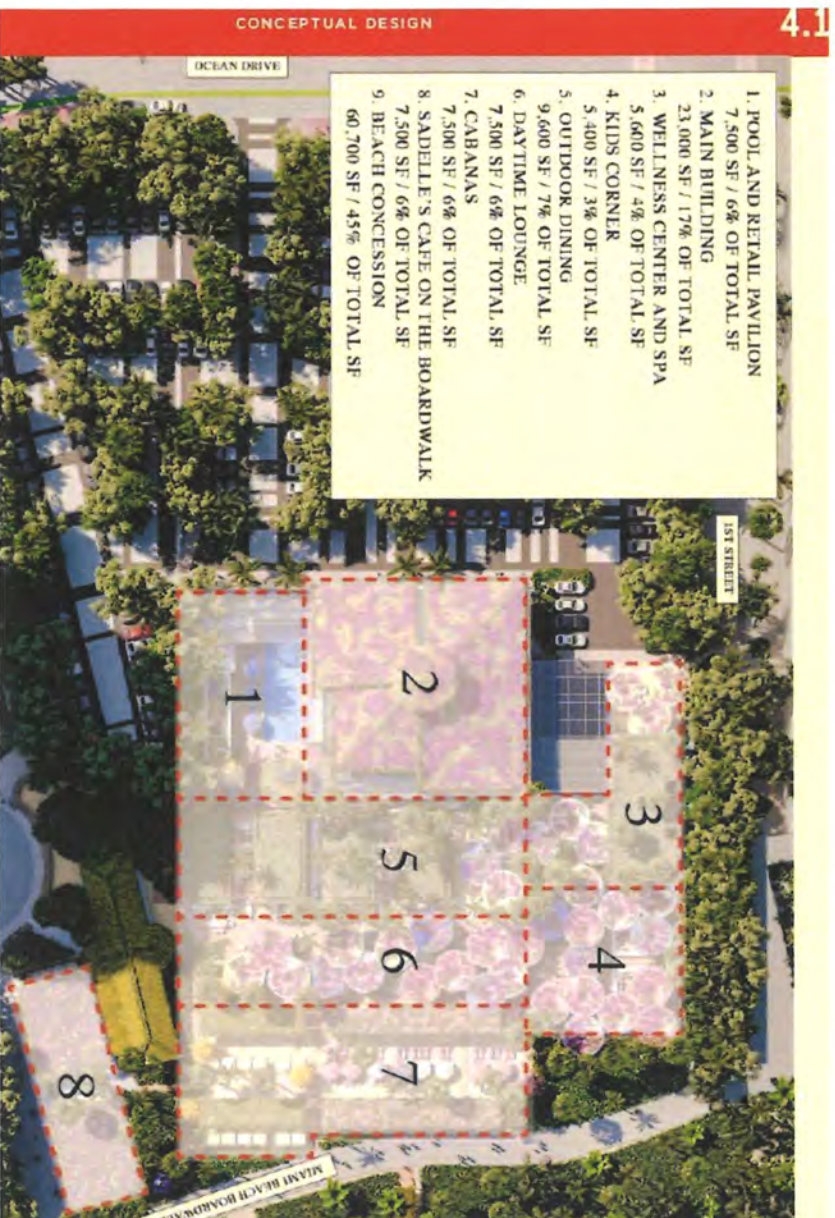 CONCEPTUAL DESIGN
4.1
OCEAN DRIVE
1. POOL AND RETAIL PAVILION
7,500 SF / 6% OF TOTAL SF
2. MAIN BUILDING
23,000 SF / 17% OF TOTAL SF
3. WELLNESS CENTER AND SPA
5,600 SF / 4% OF TOTAL SF
4. KIDS CORNER
5,400 SF / 3% OF TOTAL SF
5. OUTDOOR DINING
9,600 SF / 7% OF TOTAL SF
6. DAYTIME LOUNGE
7,500 SF / 6% OF TOTAL SF
7. CABANAS
7,500 SF / 6% OF TOTAL SF
8. SADELLE'S CAFE ON THE BOARDWALK
7,500 SF / 6% OF TOTAL SF
9. BEACH CONCESSION
60,700 SF / 45% OF TOTAL SF
1ST STREET
1
2
3
4
5
6
7
8
MIAMI BEACH BOARDWALK